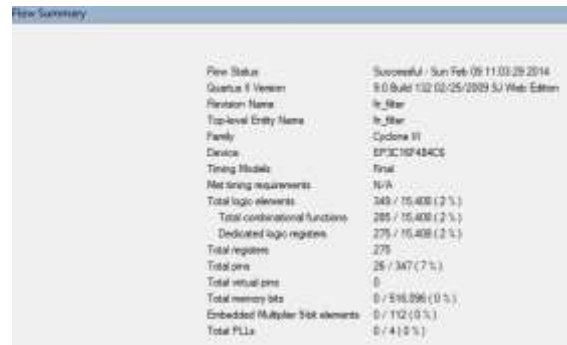 Flow Summary
Flow Status Successful - Sun Feb 09 11:03:29 2014
Quartus II Version 9.0 Build 132 02/25/2009 SJ Web Edition
Revision Name fir_filter
Top-level Entity Name fir_filter
Family Cyclone III
Device EP3C16F484C6
Timing Models Final
Met timing requirements N/A
Total logic elements 349 / 15,408 ( 2 % )
Total combinational functions 285 / 15,408 ( 2 % )
Dedicated logic registers 275 / 15,408 ( 2 % )
Total registers 275
Total pins 26 / 347 ( 7 % )
Total virtual pins 0
Total memory bits 0 / 516,096 ( 0 % )
Embedded Multiplier 9-bit elements 0 / 112 ( 0 % )
Total PLLs 0 / 4 ( 0 % )